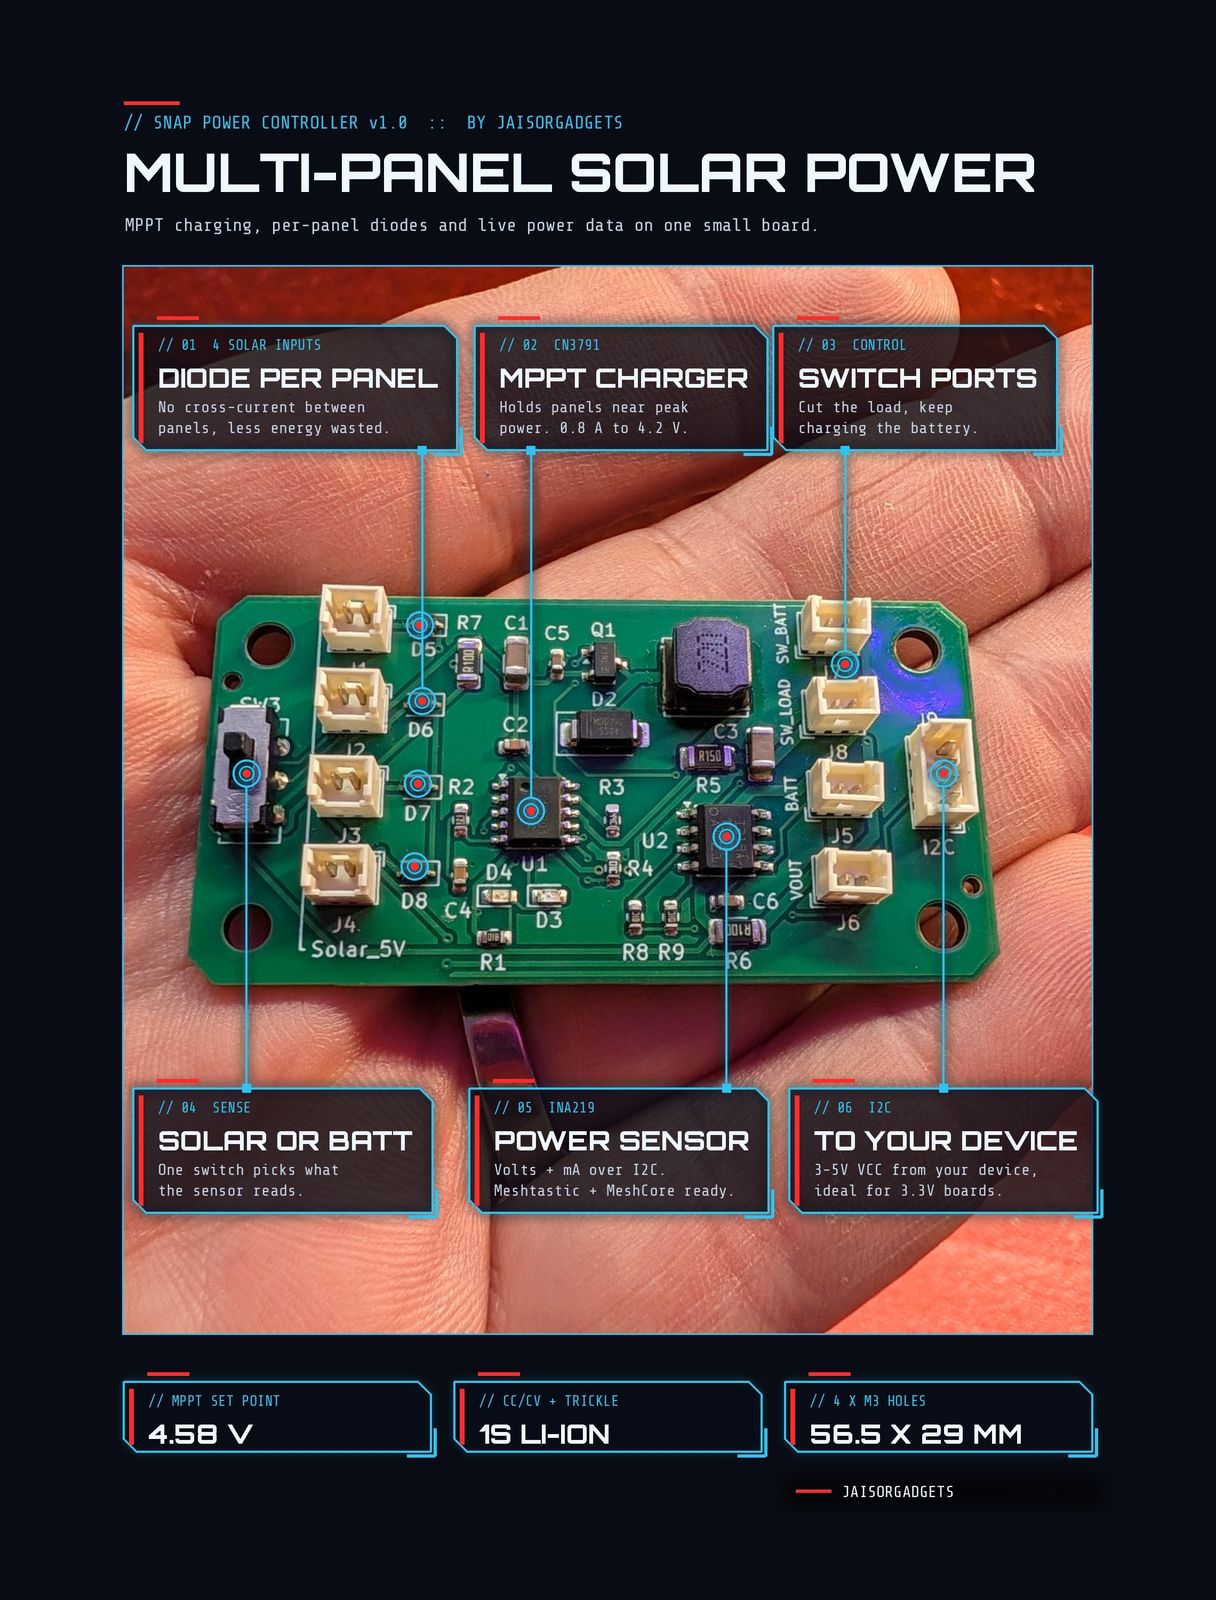 // SNAP POWER CONTROLLER v1.0 :: BY JAISORGADGETS
MULTI-PANEL SOLAR POWER
MPPT charging, per-panel diodes and live power data on one small board.
// 01 4 SOLAR INPUTS
DIODE PER PANEL
No cross-current between
panels, less energy wasted.
// 02 CN3791
MPPT CHARGER
Holds panels near peak
power. 0.8 A to 4.2 V.
// 03 CONTROL
SWITCH PORTS
Cut the load, keep
charging the battery.
SW_BATT
D5
R7
C1
C5
Q1
R100
J1
SW3
D6
D2
SW_LOAD
J2
C2
C3
R150
J8
J9
D7
R2
R3
R5
BATT
J3
U1
U2
J5
I2C
D8
D4
R4
VOUT
C4
D3
C6
J4
J6
Solar_5V
R1
R8 R9
R100
R6
// 04 SENSE
SOLAR OR BATT
One switch picks what
the sensor reads.
// 05 INA219
POWER SENSOR
Volts + mA over I2C.
Meshtastic + MeshCore ready.
// 06 I2C
TO YOUR DEVICE
3-5V VCC from your device,
ideal for 3.3V boards.
// MPPT SET POINT
4.58 V
// CC/CV + TRICKLE
1S LI-ION
// 4 X M3 HOLES
56.5 X 29 MM
JAISORGADGETS